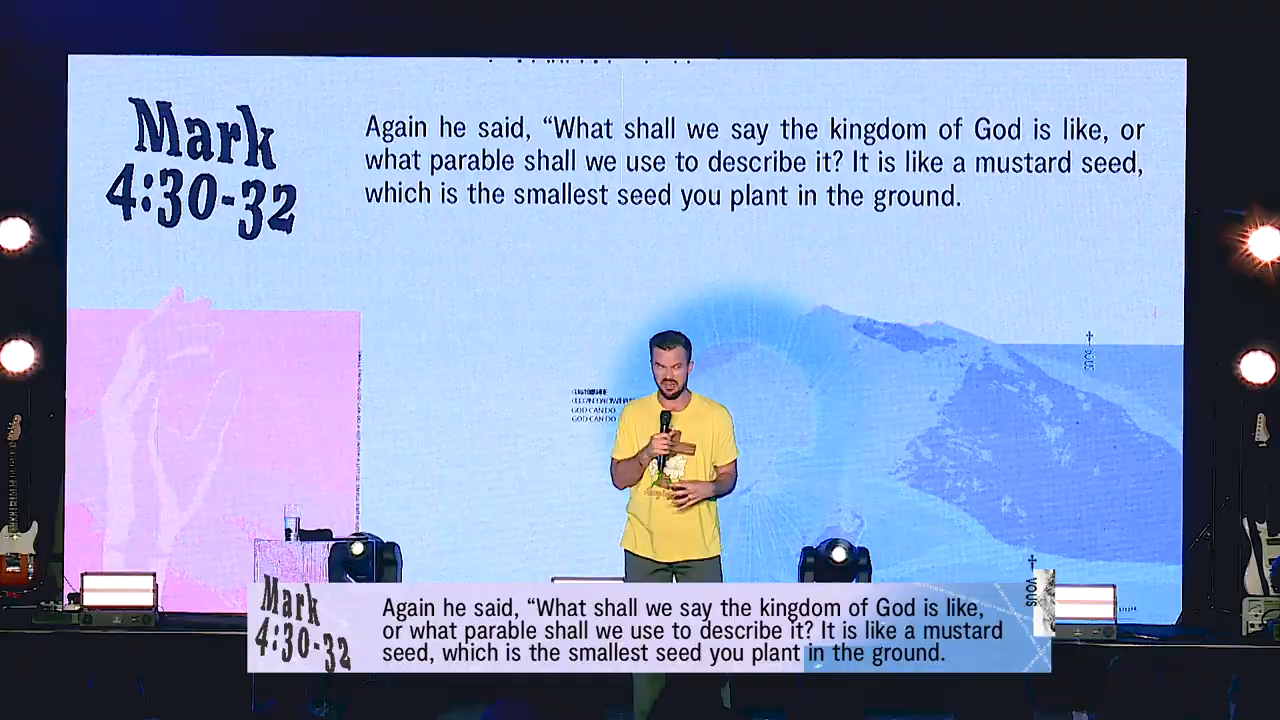 Mark
4:30-32
Again he said, “What shall we say the kingdom of God is like, or
what parable shall we use to describe it? It is like a mustard seed,
which is the smallest seed you plant in the ground.
GOD CAN DO
GOD CAN DO
VOUS
Mark
4:30-32
Again he said, “What shall we say the kingdom of God is like,
or what parable shall we use to describe it? It is like a mustard
seed, which is the smallest seed you plant in the ground.